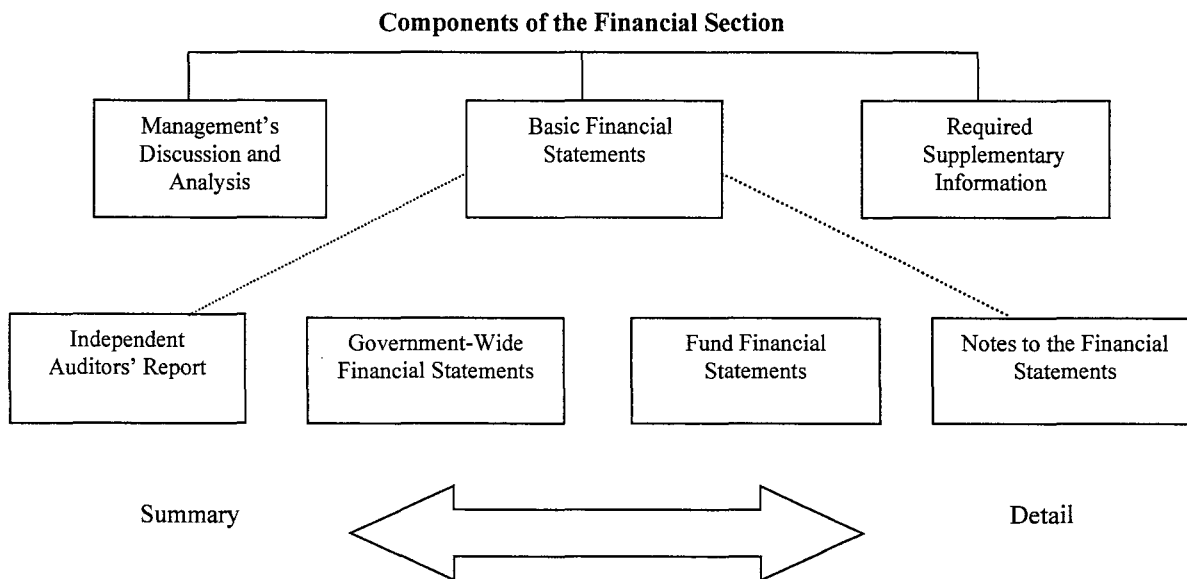 Components of the Financial Section
Management's
Discussion and
Analysis
Basic Financial
Statements
Required
Supplementary
Information
Independent
Auditors' Report
Government-Wide
Financial Statements
Fund Financial
Statements
Notes to the Financial
Statements
Summary
Detail